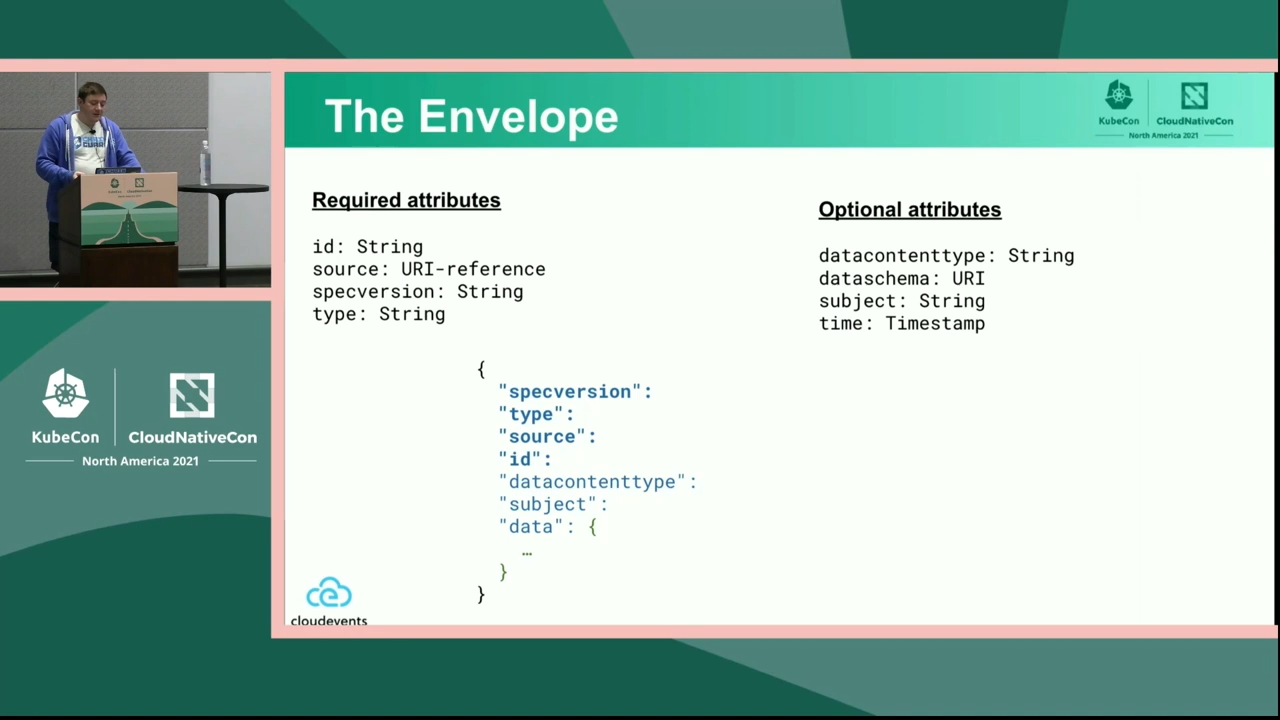 The Envelope
KubeCon
CloudNativeCon
North America 2021
Required attributes
id: String
source: URI-reference
specversion: String
type: String
Optional attributes
datacontenttype: String
dataschema: URI
subject: String
time: Timestamp
{
"specversion":
"type":
"source":
"id":
"datacontenttype":
"subject":
"data": {
…
}
}
cloudevents
KubeCon
CloudNativeCon
North America 2021